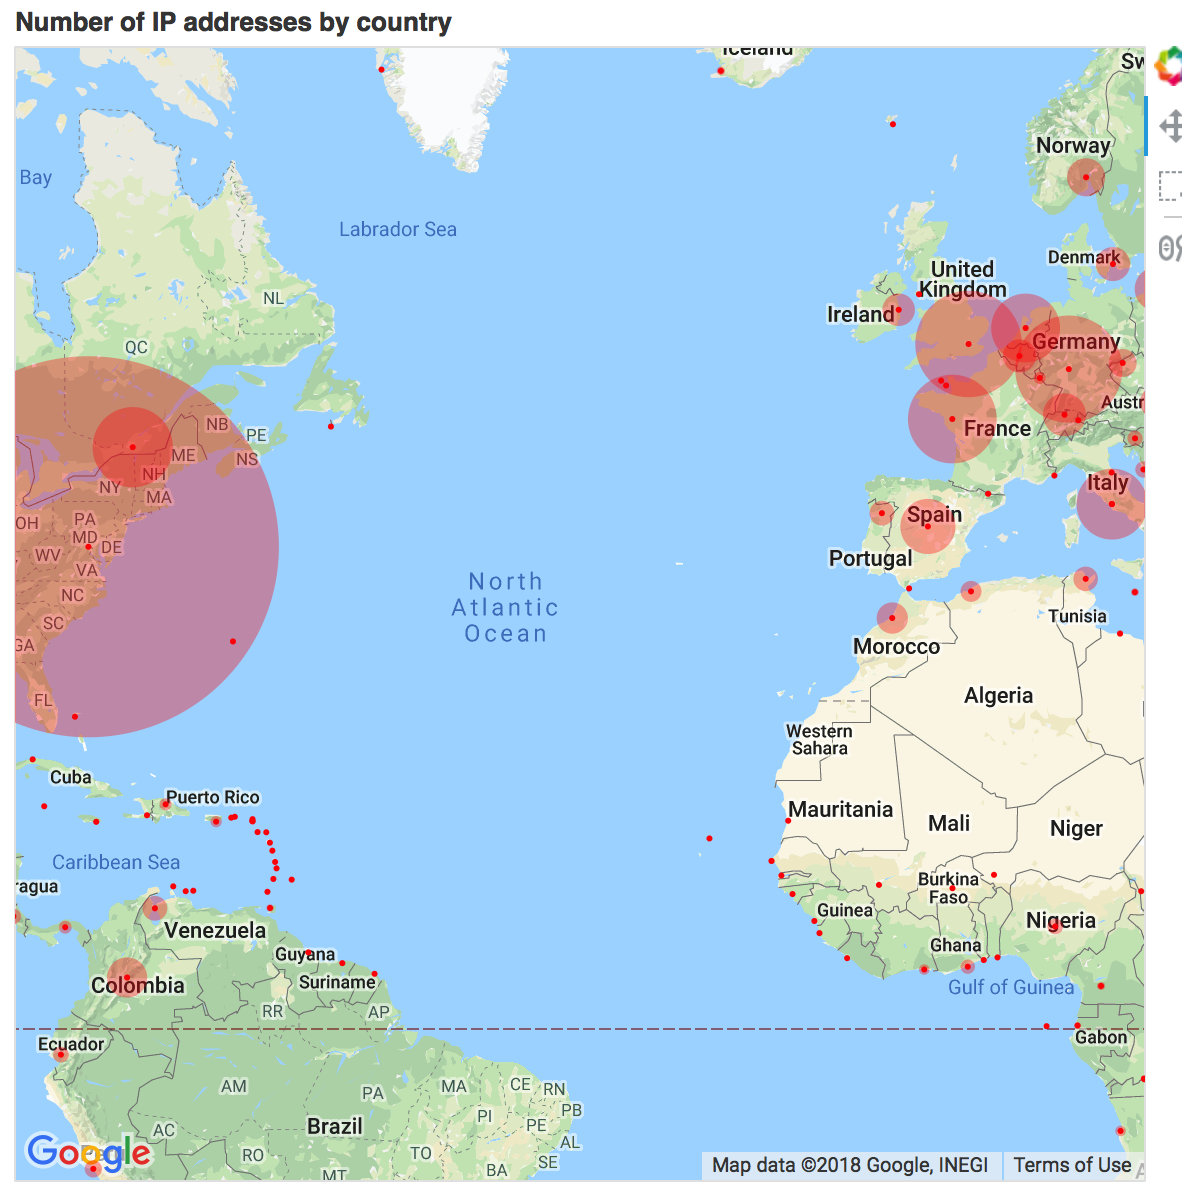 Number of IP addresses by country
Iceland
Sw
Norway
Bay
Labrador Sea
Denmark
United
Kingdom
NL
Ireland
Germany
QC
Austr
NB
PE
France
ME
NS
NH
NY
MA
Italy
OH
PA
Spain
MD
DE
WV
Portugal
VA
North
Atlantic
Ocean
NC
SC
Tunisia
GA
Morocco
FL
Algeria
Western
Sahara
Cuba
Puerto Rico
Mauritania
Mali
Niger
Caribbean Sea
ragua
Burkina
Faso
Guinea
Nigeria
Venezuela
Ghana
Guyana
Colombia
Suriname
Gulf of Guinea
RR
AP
Ecuador
Gabon
AM
PA
MA
CE
RN
PB
PI
PE
Brazil
AC
AL
RO
TO
SE
BA
MT
Google
Map data ©2018 Google, INEGI
Terms of Use